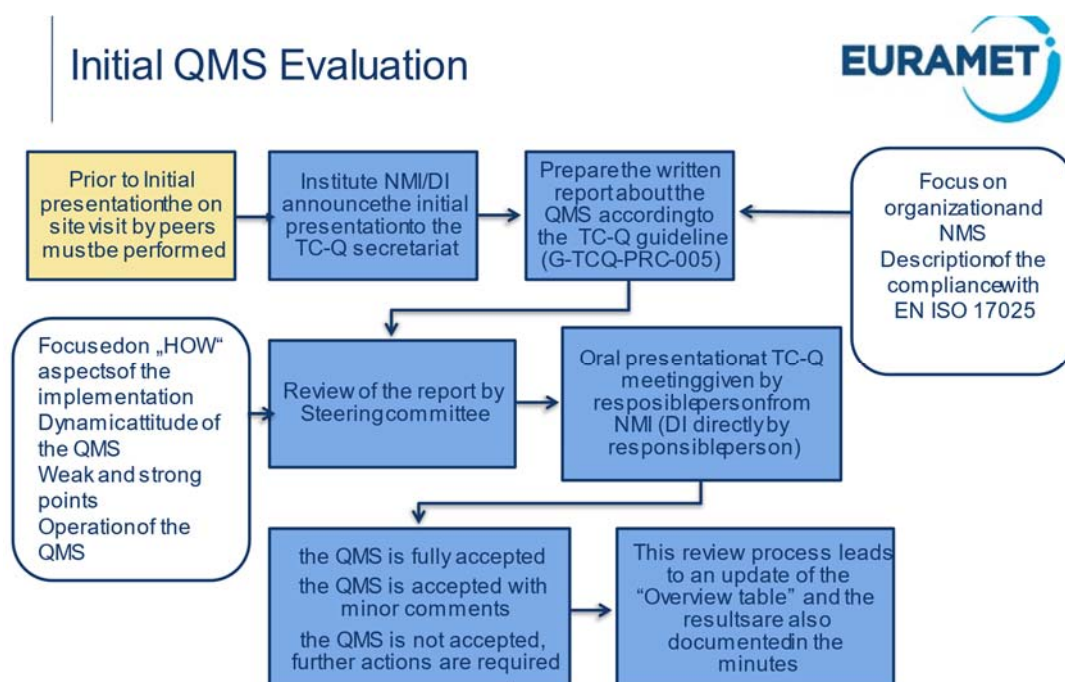 Initial QMS Evaluation
EURAMET
Prior to Initial
presentationthe on
site visit by peers
mustbe performed
Institute NMI/DI
announcethe initial
presentationto the
TC-Q secretariat
Prepare the written
report about the
QMS accordingto
the TC-Q guideline
(G-TCQ-PRC-005)
Focus on
organizationand
NMS
Descriptionof the
compliancewith
EN ISO 17025
Focusedon „HOW“
aspectsof the
implementation
Dynamicattitude of
the QMS
Weak and strong
points
Operationof the
QMS
Review of the report by
Steeringcommittee
Oral presentationat TC-Q
meetinggiven by
resposiblepersonfrom
NMI (DI directly by
responsibleperson)
the QMS is fully accepted
the QMS is accepted with
minor comments
the QMS is not accepted,
further actions are required
This review process leads
to an update of the
“Overview table” and the
resultsare also
documentedin the
minutes